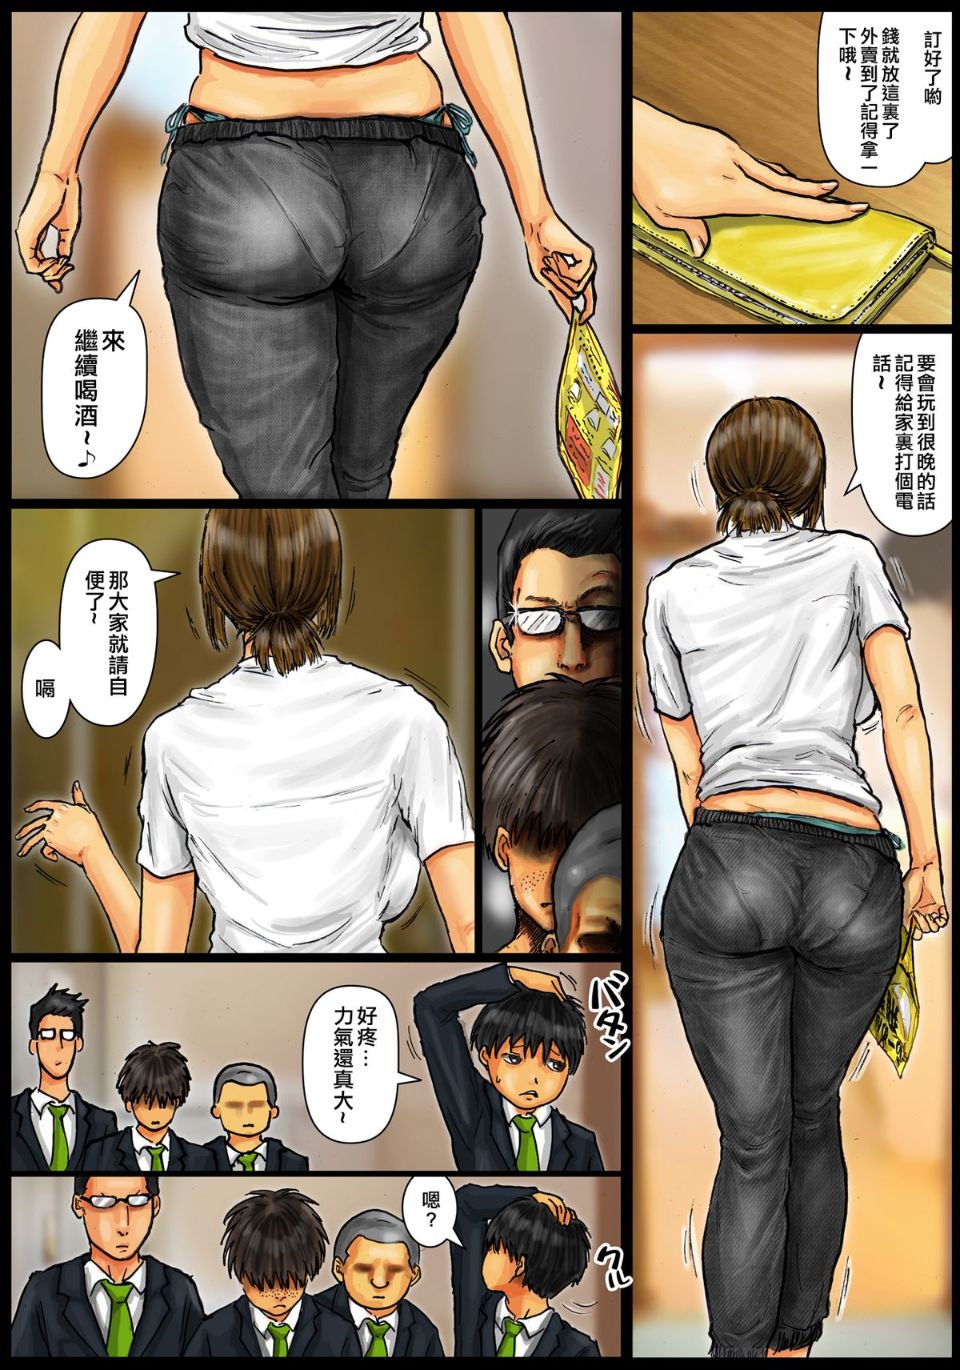 訂好了喲
錢就放這裏了
外賣到了記得拿一
下哦~
要會玩到很晚的話
記得給家裏打個電
話~
來
繼續喝酒~♪
那大家就請自
便了~
嗝
バタン
好疼…
力氣還真大~
嗯?
クル